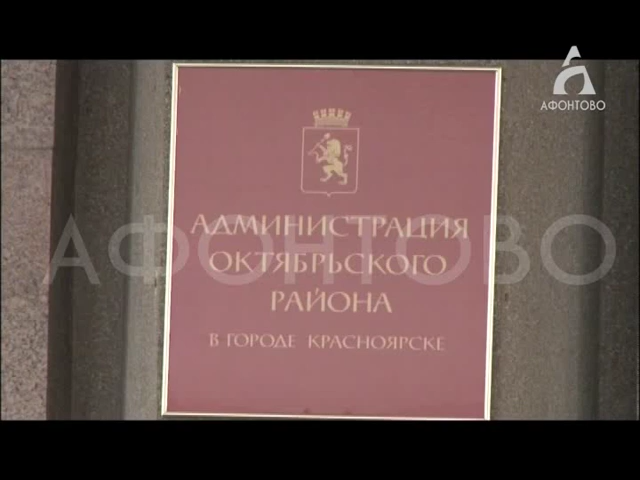 АФОНТОВО
АДМИНИСТРАЦИЯ
ОКТЯБРЬСКОГО
РАЙОНА
В ГОРОДЕ КРАСНОЯРСКЕ
АФОНТОВО